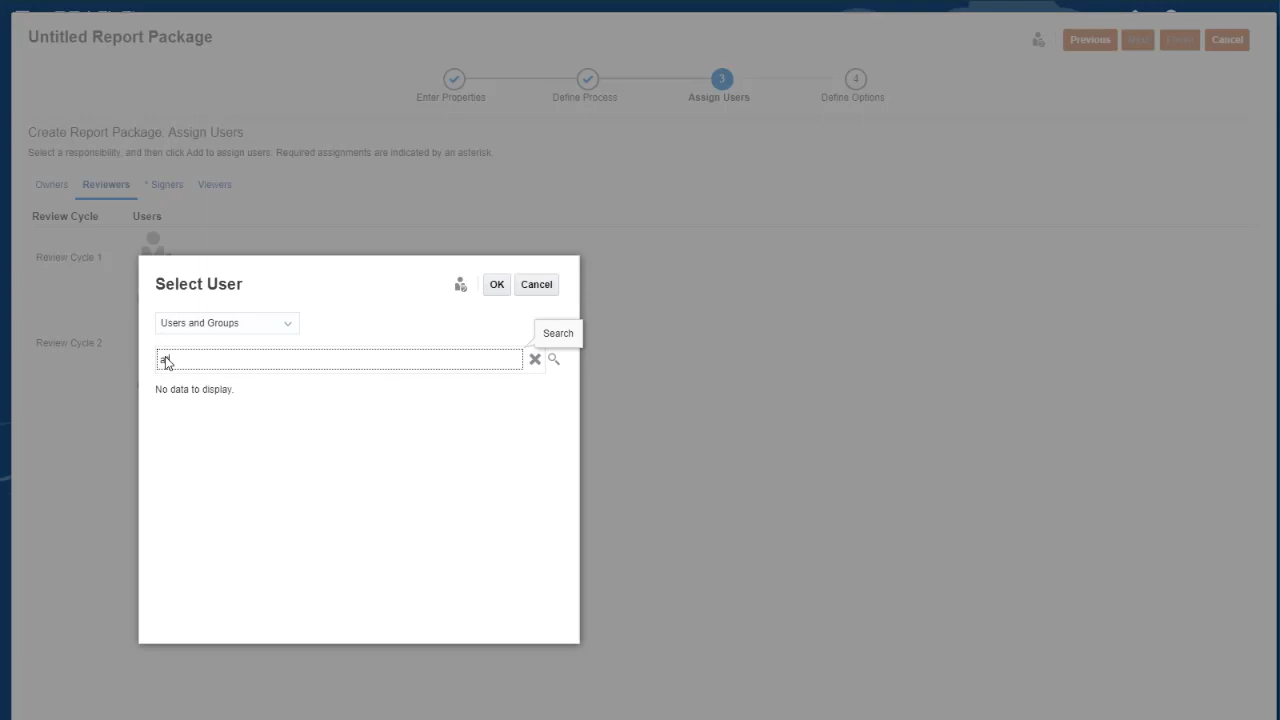 Untitled Report Package
Previous
Cancel
3
4
Enter Properties
Define Process
Assign Users
Define Options
Create Report Package: Assign Users
Select a responsibility, and then click Add to assign users. Required assignments are indicated by an asterisk.
Owners
Reviewers
* Signers
Viewers
Review Cycle
Users
Review Cycle 1
Review Cycle 2
Select User
OK
Cancel
Users and Groups
Search
No data to display.